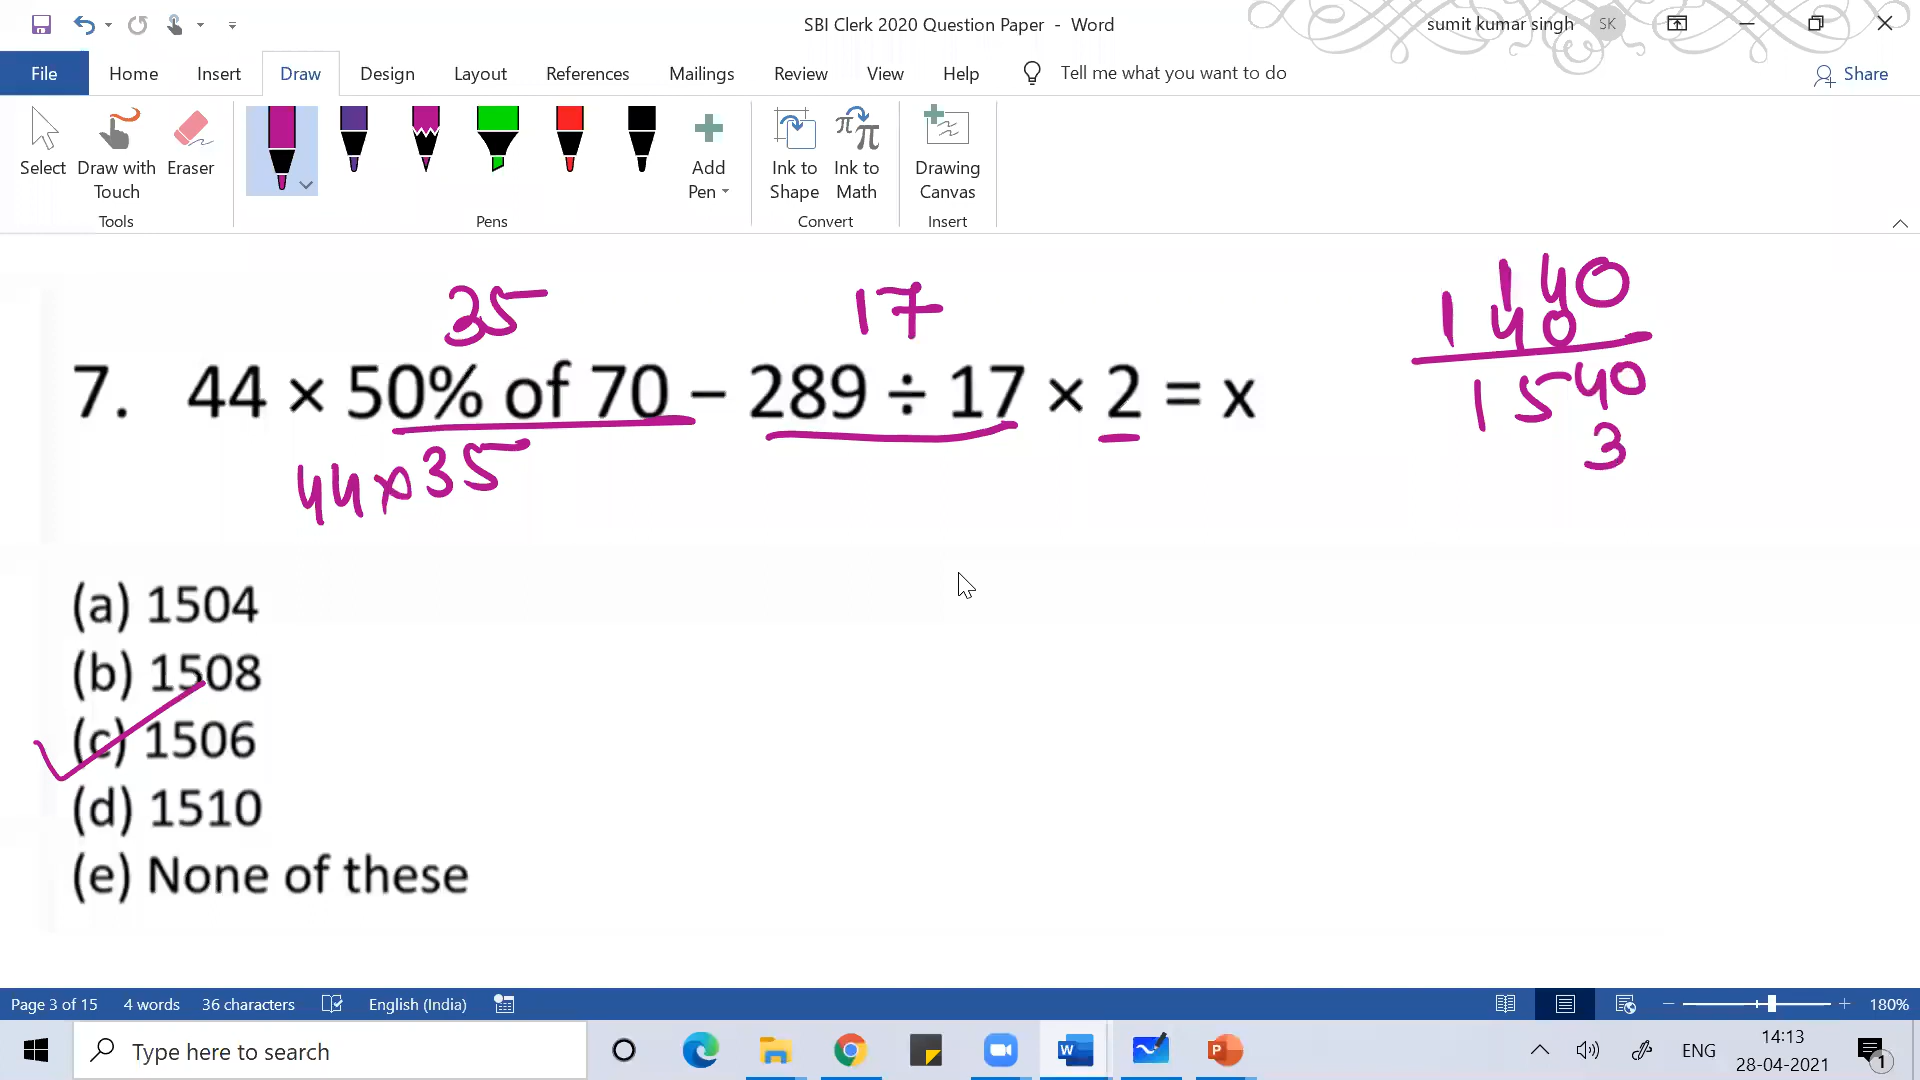 SBI Clerk 2020 Question Paper - Word
sumit kumar singh SK
File Home Insert Draw Design Layout References Mailings Review View Help Tell me what you want to do Share
Select Draw with Touch Eraser Add Pen Ink to Shape Ink to Math Drawing Canvas
Tools Pens Convert Insert
35 17
7. 44 × 50% of 70 – 289 ÷ 17 × 2 = x
44x35
140
140
1540
3
(a) 1504
(b) 1508
(c) 1506
(d) 1510
(e) None of these
Page 3 of 15 4 words 36 characters English (India) 180%
Type here to search
W P
ENG
14:13
28-04-2021
1